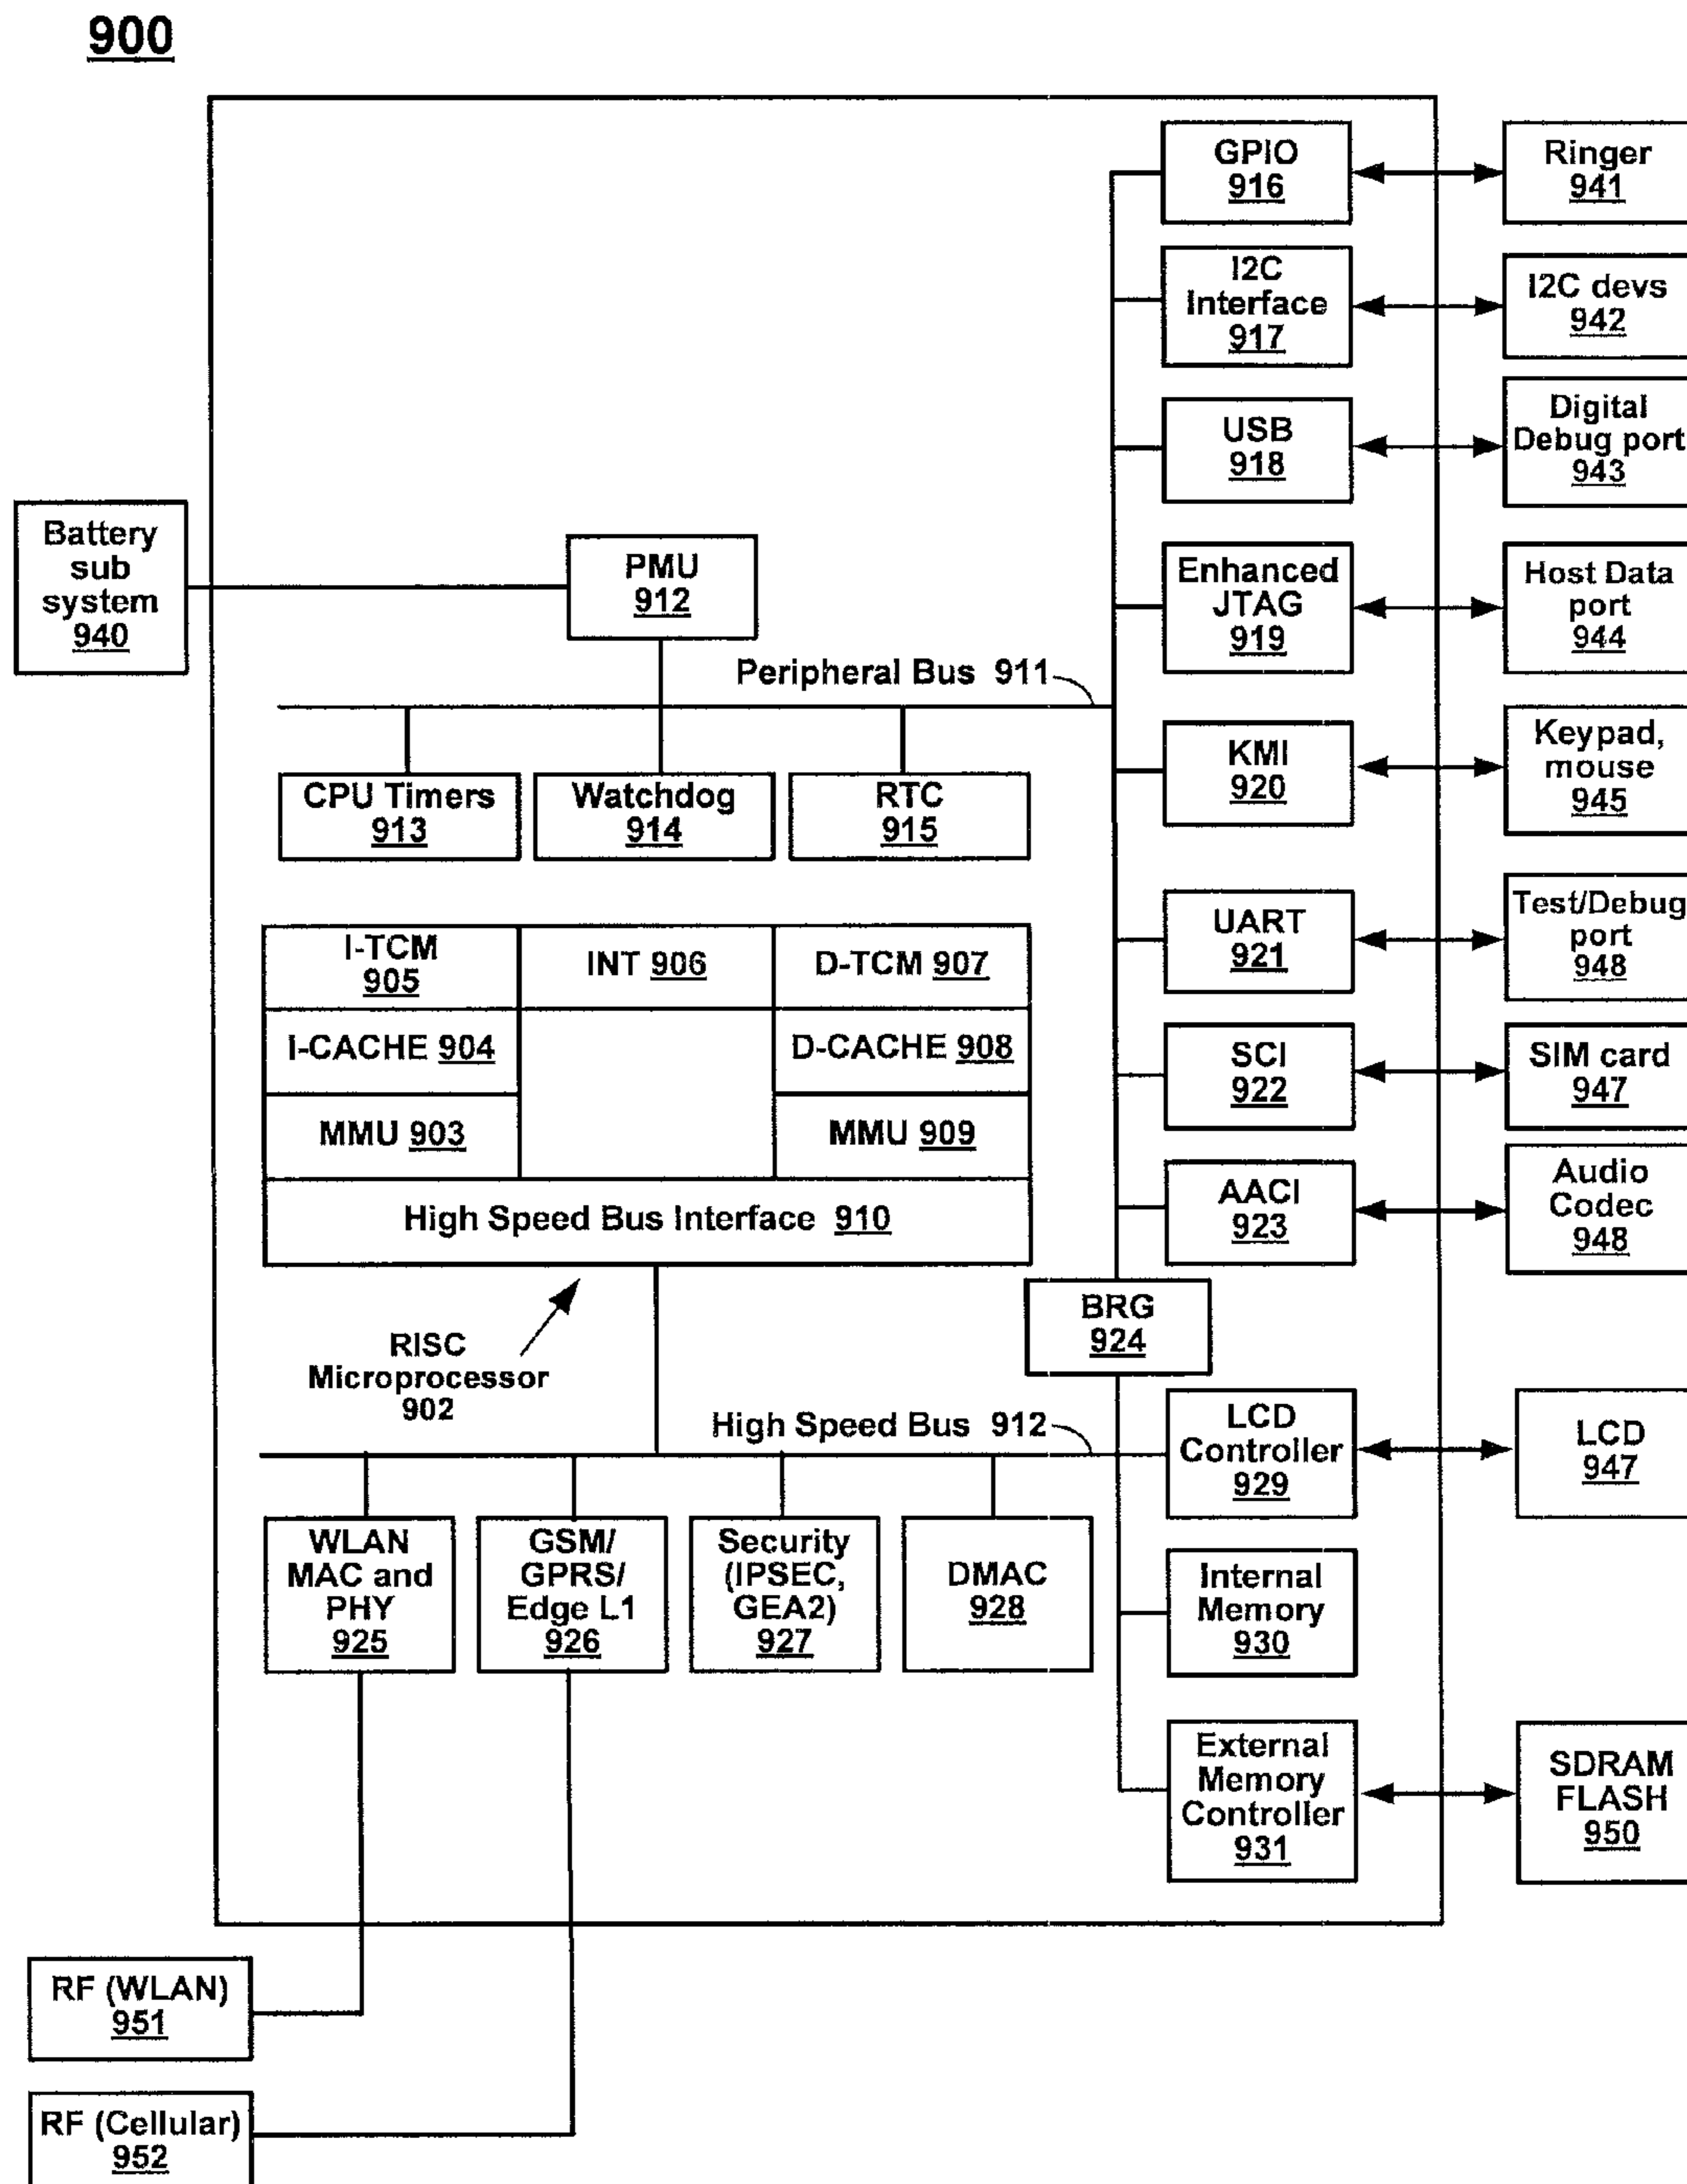 900
GPIO
916
Ringer
941
I2C
Interface
917
I2C devs
942
USB
918
Digital
Debug port
943
Battery
sub
system
940
PMU
912
Enhanced
JTAG
919
Host Data
port
944
Peripheral Bus 911
CPU Timers
913
Watchdog
914
RTC
915
KMI
920
Keypad,
mouse
945
I-TCM
905
INT 906
D-TCM 907
I-CACHE 904
D-CACHE 908
MMU 903
MMU 909
High Speed Bus Interface 910
UART
921
Test/Debug
port
948
SCI
922
SIM card
947
AACI
923
Audio
Codec
948
BRG
924
RISC
Microprocessor
902
High Speed Bus 912
LCD
Controller
929
LCD
947
WLAN
MAC and
PHY
925
GSM/
GPRS/
Edge L1
926
Security
(IPSEC,
GEA2)
927
DMAC
928
Internal
Memory
930
External
Memory
Controller
931
SDRAM
FLASH
950
RF (WLAN)
951
RF (Cellular)
952